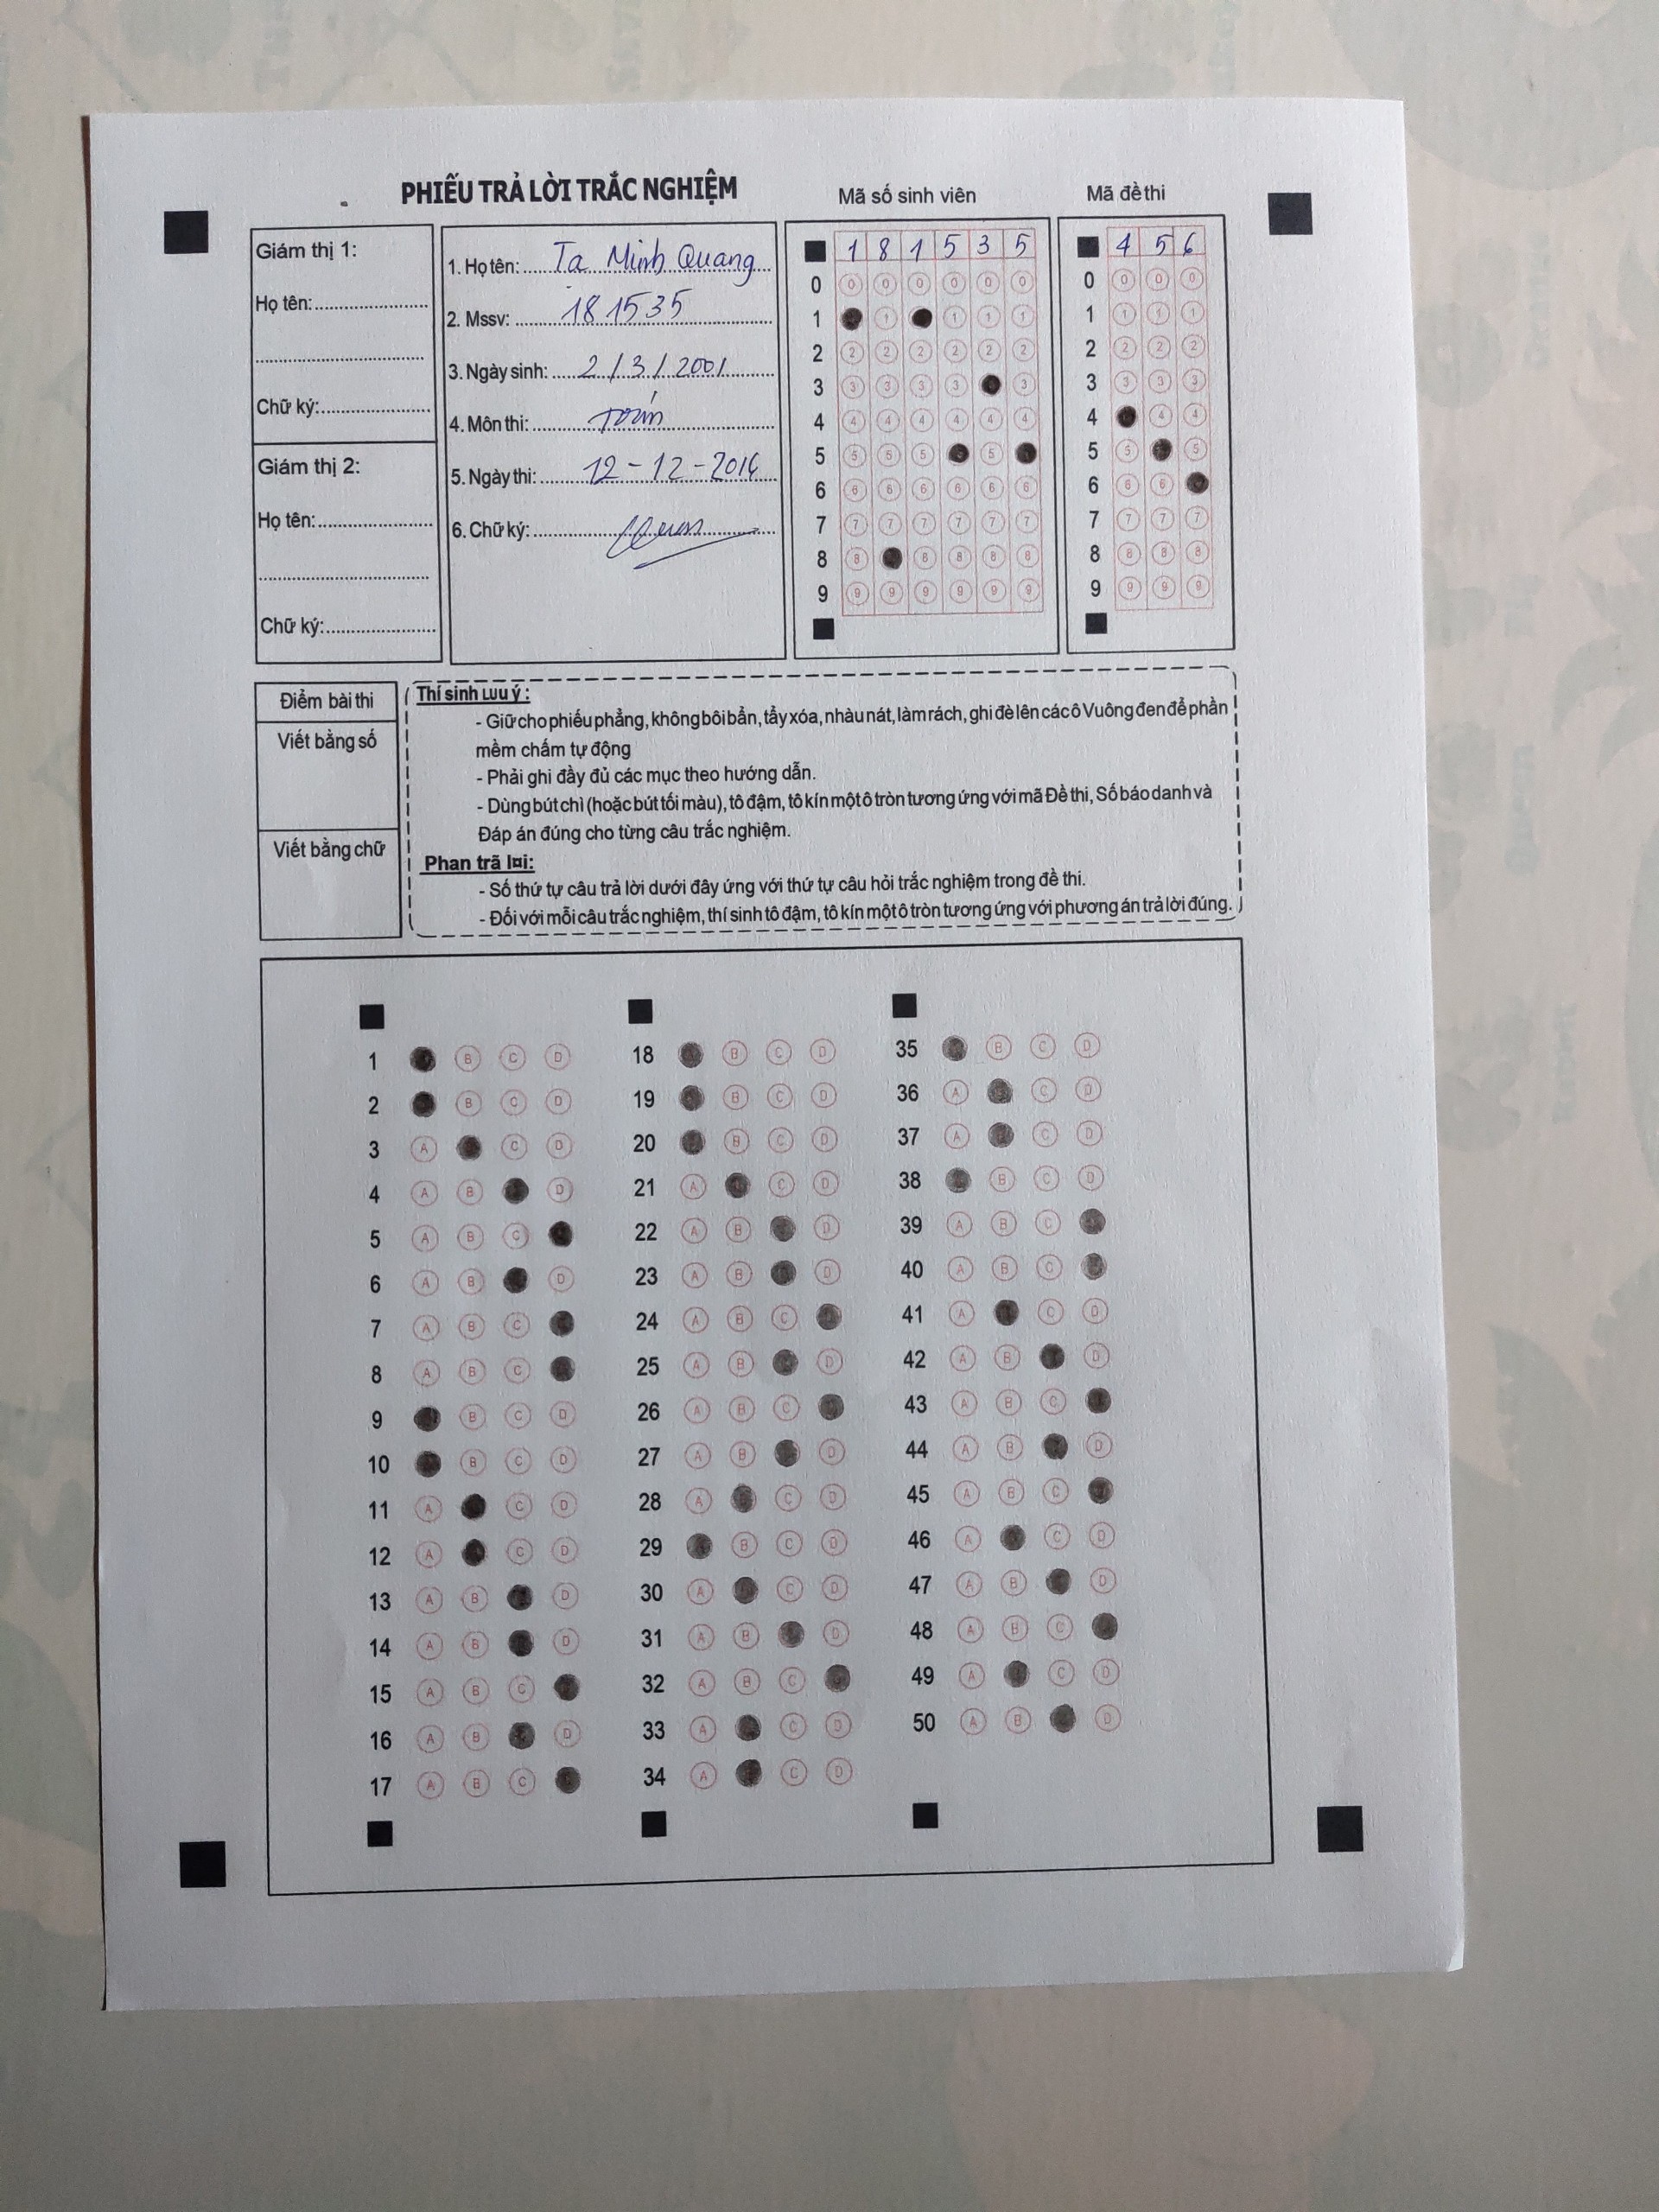 PHIẾU TRẢ LỜI TRẮC NGHIỆM
Mã số sinh viên
Mã đề thi
Giám thị 1:
Họ tên:
Chữ ký:
Giám thị 2:
Họ tên:
Chữ ký:
1. Họ tên: Tạ Minh Quang
2. Mssv: 181535
3. Ngày sinh: 2/3/2001
4. Môn thi: Toán
5. Ngày thi: 12-12-2016
6. Chữ ký:
1 8 1 5 3 5
0 0 0 0 0 0 0
1 1 1 1 1
2 2 2 2 2 2 2
3 3 3 3 3 3
4 4 4 4 4 4 4
5 5 5 5 5
6 6 6 6 6 6 6
7 7 7 7 7 7 7
8 8 8 8 8 8
9 9 9 9 9 9 9
4 5 6
0 0 0 0
1 1 1 1
2 2 2 2
3 3 3 3
4 4 4
5 5 5
6 6 6
7 7 7 7
8 8 8 8
9 9 9 9
Điểm bài thi
Viết bằng số
Viết bằng chữ
Thí sinh Lưu ý :
- Giữ cho phiếu phẳng, không bôi bẩn, tẩy xóa, nhàu nát, làm rách, ghi đè lên các ô Vuông đen để phần
mềm chấm tự động
- Phải ghi đầy đủ các mục theo hướng dẫn.
- Dùng bút chì (hoặc bút tối màu), tô đậm, tô kín một ô tròn tương ứng với mã Đề thi, Số báo danh và
Đáp án đúng cho từng câu trắc nghiệm.
Phan trã lơi:
- Số thứ tự câu trả lời dưới đây ứng với thứ tự câu hỏi trắc nghiệm trong đề thi.
- Đối với mỗi câu trắc nghiệm, thí sinh tô đậm, tô kín một ô tròn tương ứng với phương án trả lời đúng.
1 B C D
2 B C D
3 A C D
4 A B D
5 A B C
6 A B D
7 A B C
8 A B C
9 B C D
10 B C D
11 A C D
12 A C D
13 A B D
14 A B D
15 A B C
16 A B D
17 A B C
18 B C D
19 B C D
20 B C D
21 A C D
22 A B D
23 A B D
24 A B C
25 A B D
26 A B C
27 A B D
28 A C D
29 B C D
30 A C D
31 A B D
32 A B C
33 A C D
34 A C D
35 B C D
36 A C D
37 A C D
38 B C D
39 A B C
40 A B C
41 A C D
42 A B D
43 A B C
44 A B D
45 A B C
46 A C D
47 A B D
48 A B C
49 A C D
50 A B D